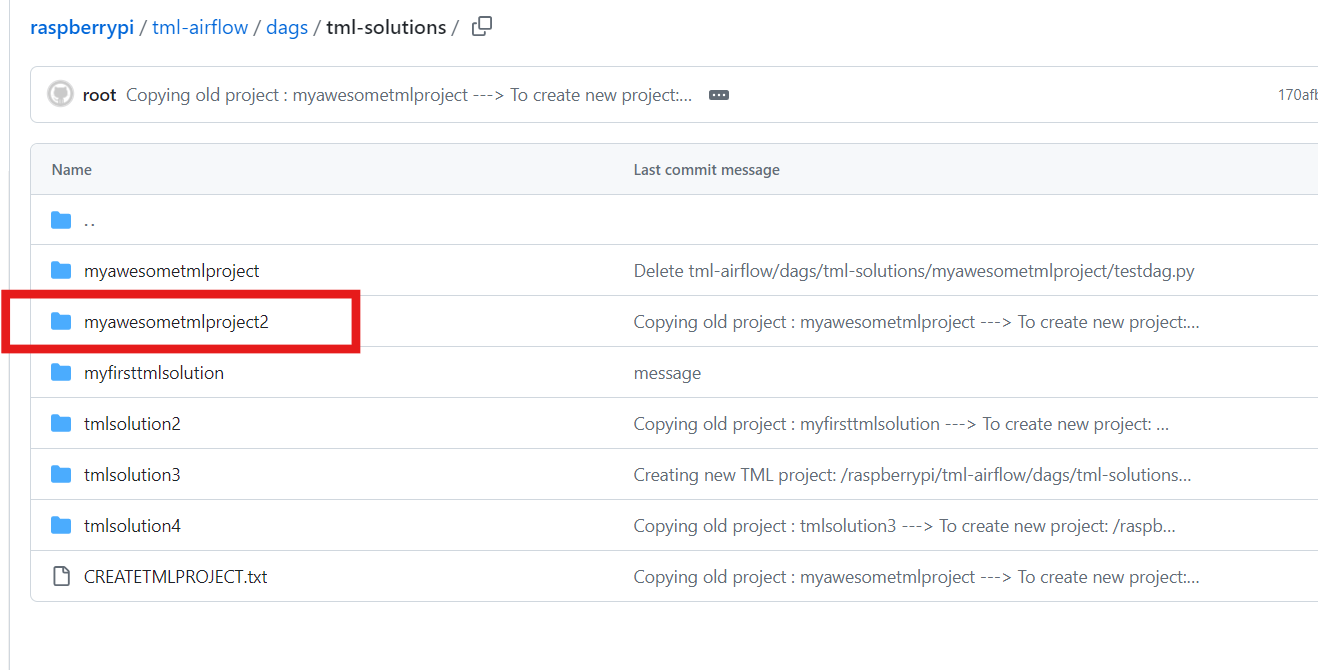 raspberrypi / tml-airflow / dags / tml-solutions /
root Copying old project : myawesometmlproject ---> To create new project:... 170afb
Name Last commit message
..
myawesometmlproject Delete tml-airflow/dags/tml-solutions/myawesometmlproject/testdag.py
myawesometmlproject2 Copying old project : myawesometmlproject ---> To create new project:...
myfirsttmlsolution message
tmlsolution2 Copying old project : myfirsttmlsolution ---> To create new project: ...
tmlsolution3 Creating new TML project: /raspberrypi/tml-airflow/dags/tml-solutions...
tmlsolution4 Copying old project : tmlsolution3 ---> To create new project: /raspb...
CREATETMLPROJECT.txt Copying old project : myawesometmlproject ---> To create new project:...